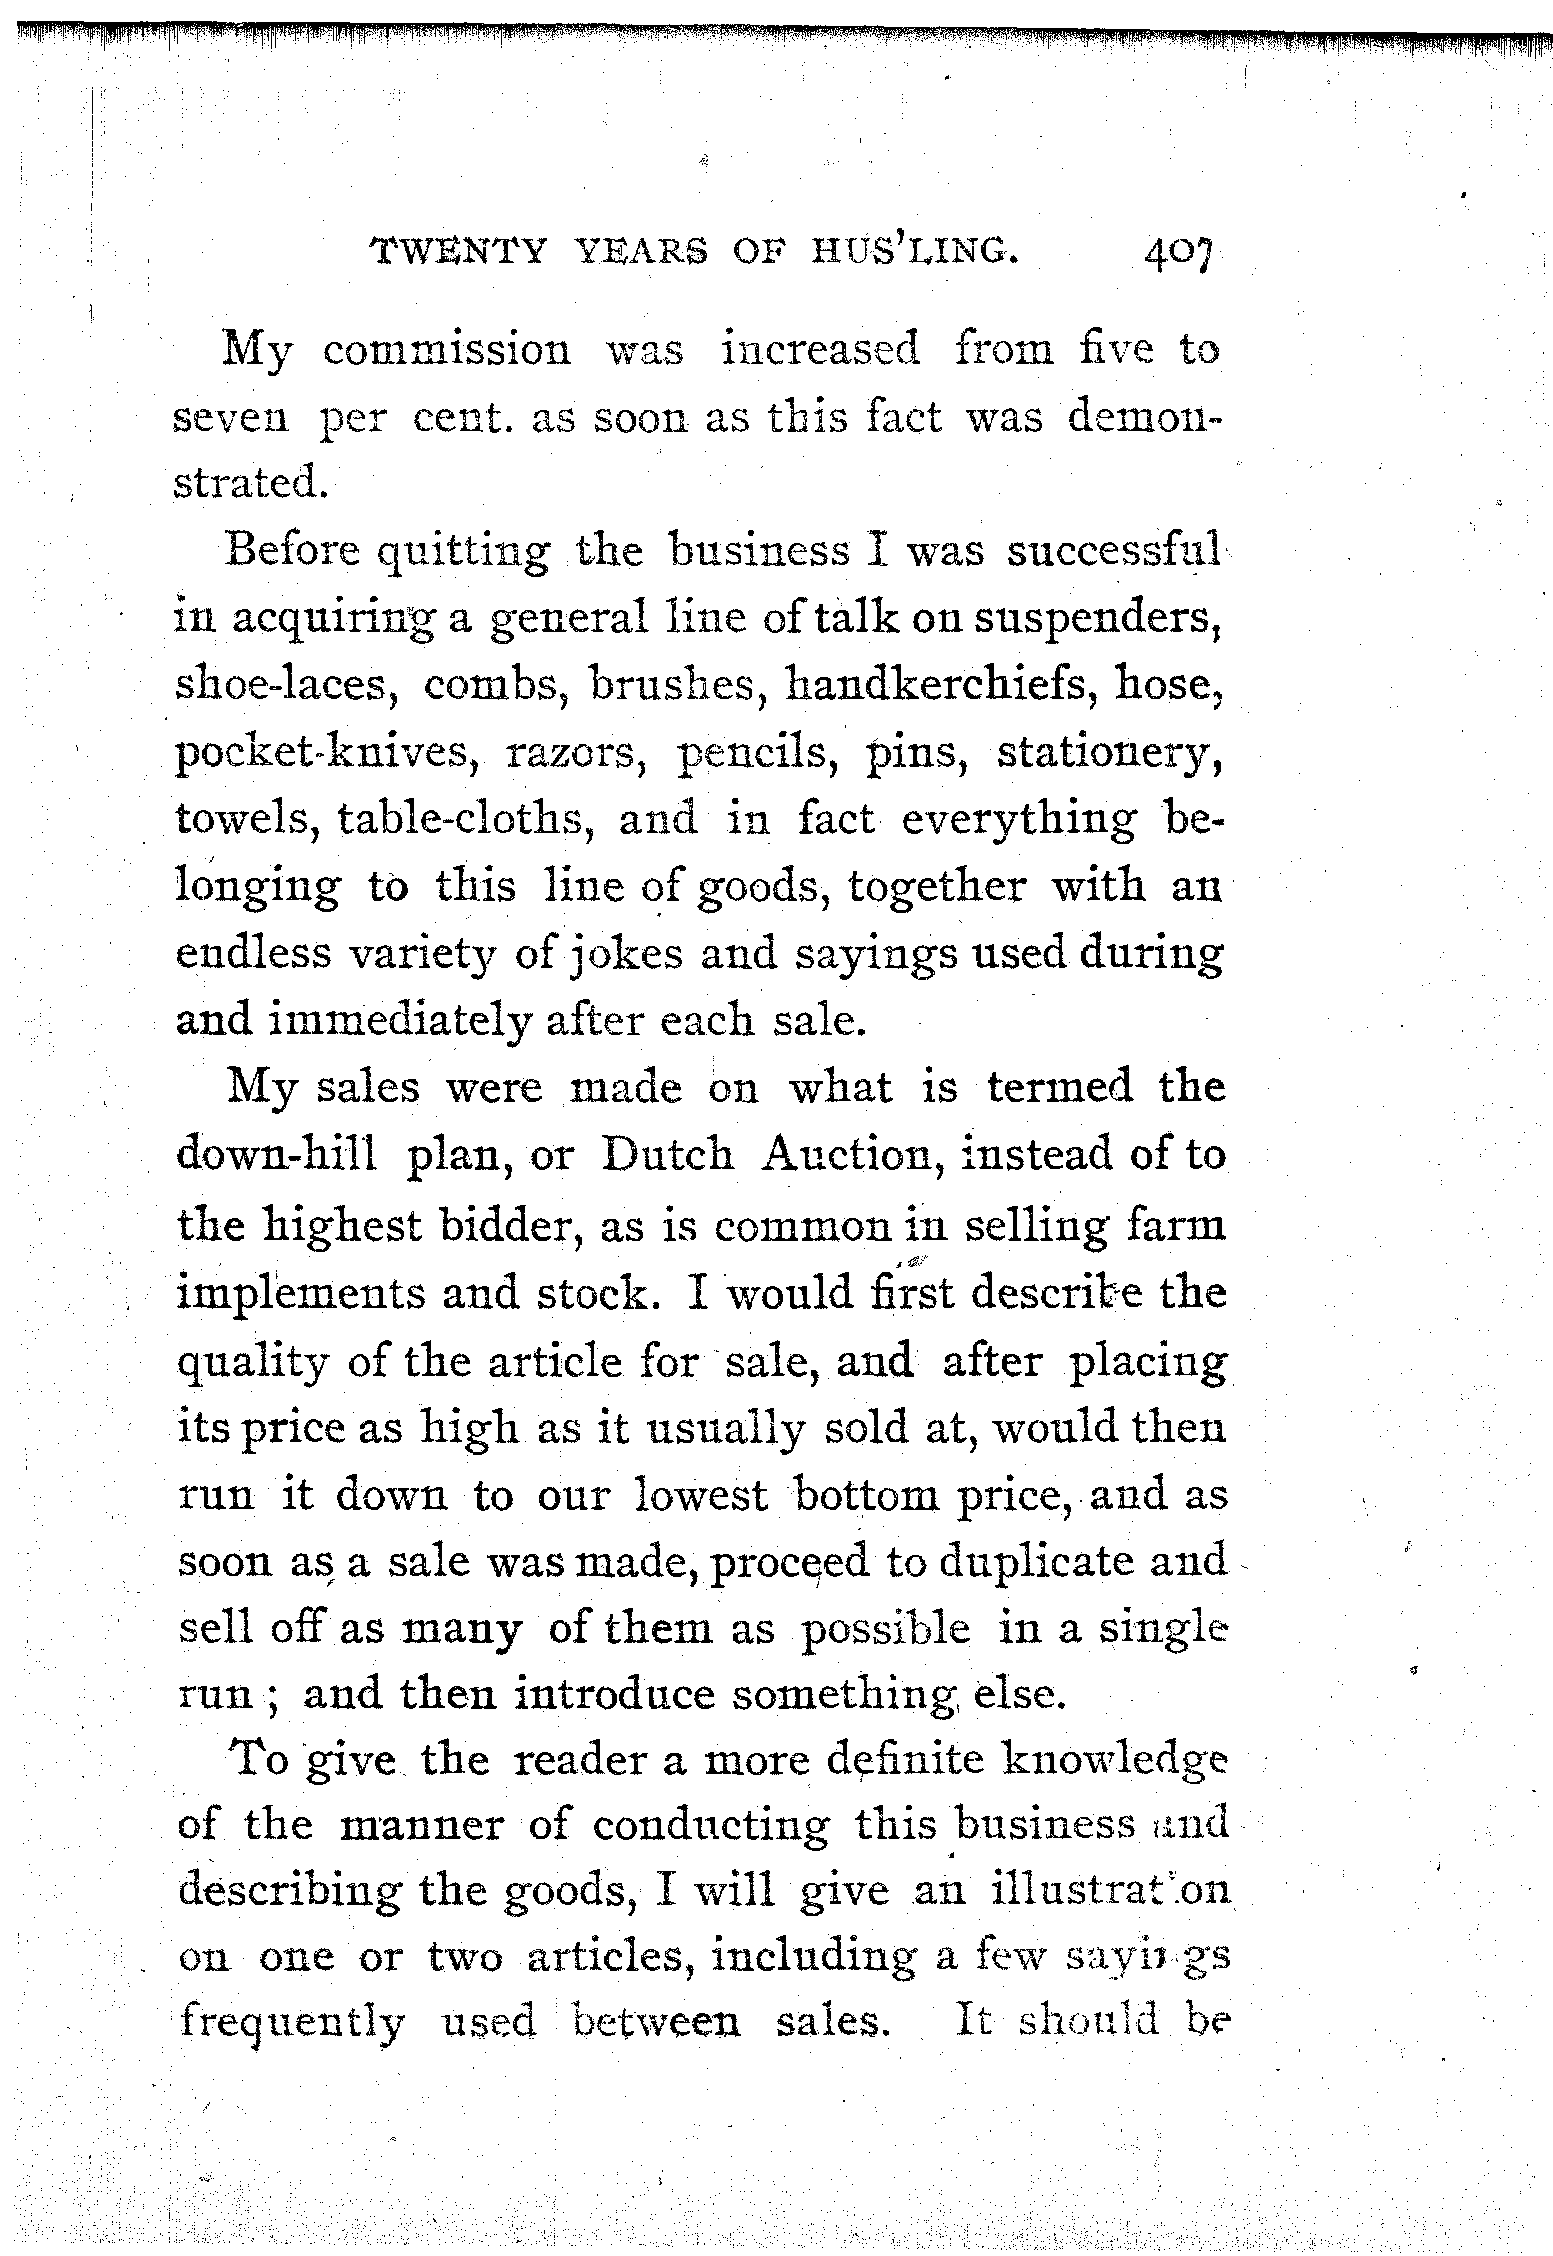 TWENTY YEARS OF HUS'LING. 407
My commission was increased from five to
seven per cent. as soon as this fact was demon-
strated.
Before quitting the business I was successful
in acquiring a general line of talk on suspenders,
shoe-laces, combs, brushes, handkerchiefs, hose,
pocket-knives, razors, pencils, pins, stationery,
towels, table-cloths, and in fact everything be-
longing to this line of goods, together with an
endless variety of jokes and sayings used during
and immediately after each sale.
My sales were made on what is termed the
down-hill plan, or Dutch Auction, instead of to
the highest bidder, as is common in selling farm
implements and stock. I would first describe the
quality of the article for sale, and after placing
its price as high as it usually sold at, would then
run it down to our lowest bottom price, and as
soon as a sale was made, proceed to duplicate and
sell off as many of them as possible in a single
run ; and then introduce something else.
To give the reader a more definite knowledge
of the manner of conducting this business and
describing the goods, I will give an illustration
on one or two articles, including a few sayings
frequently used between sales. It should be